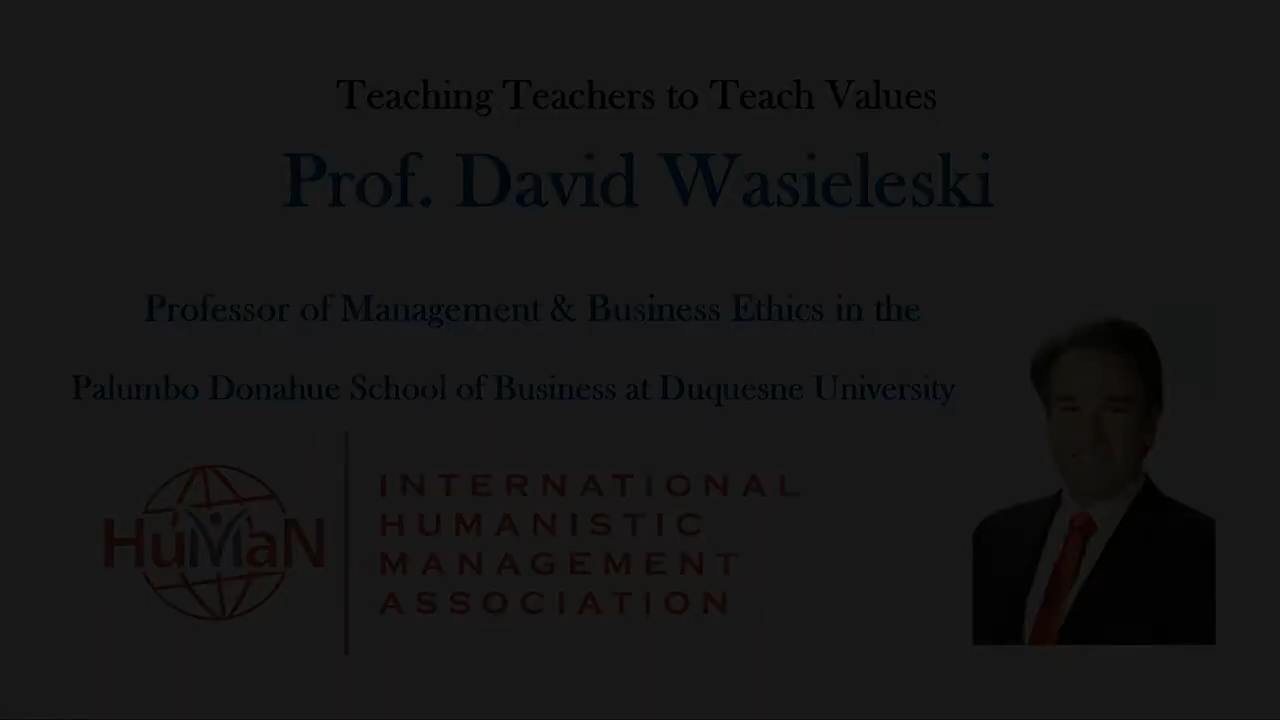 Teaching Teachers to Teach Values
Prof. David Wasieleski
Professor of Management & Business Ethics in the
Palumbo Donahue School of Business at Duquesne University
HuMaN
INTERNATIONAL
HUMANISTIC
MANAGEMENT
ASSOCIATION